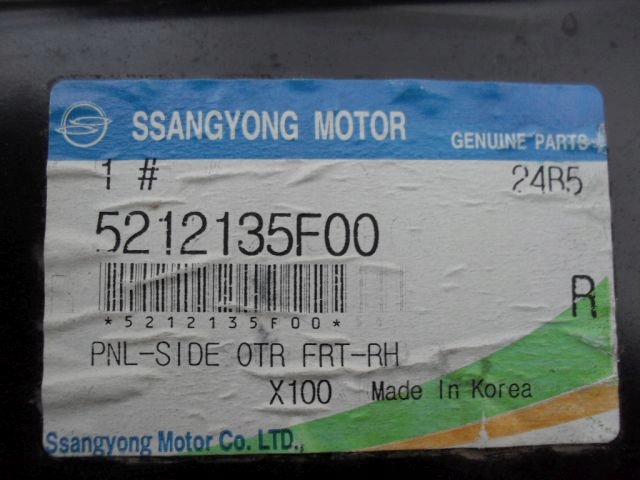 SSANGYONG MOTOR GENUINE PARTS
1 # 24B5
5212135F00
R
*5212135F00*
PNL-SIDE OTR FRT-RH
X100 Made In Korea
Ssangyong Motor Co. LTD.,